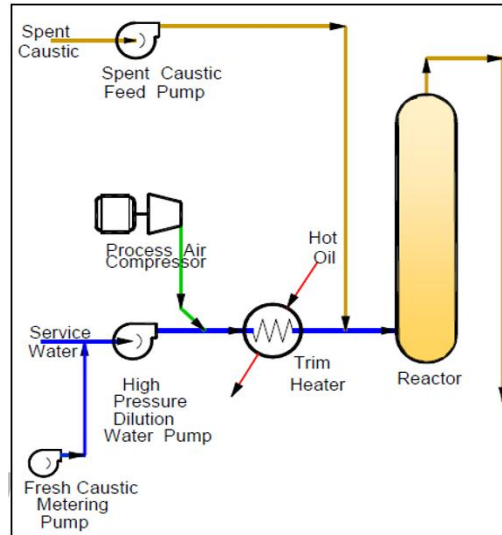 Spent
Caustic
Spent Caustic
Feed Pump
Process Air
Compressor
Hot
Oil
Service
Water
High
Pressure
Dilution
Water Pump
Trim
Heater
Reactor
Fresh Caustic
Metering
Pump